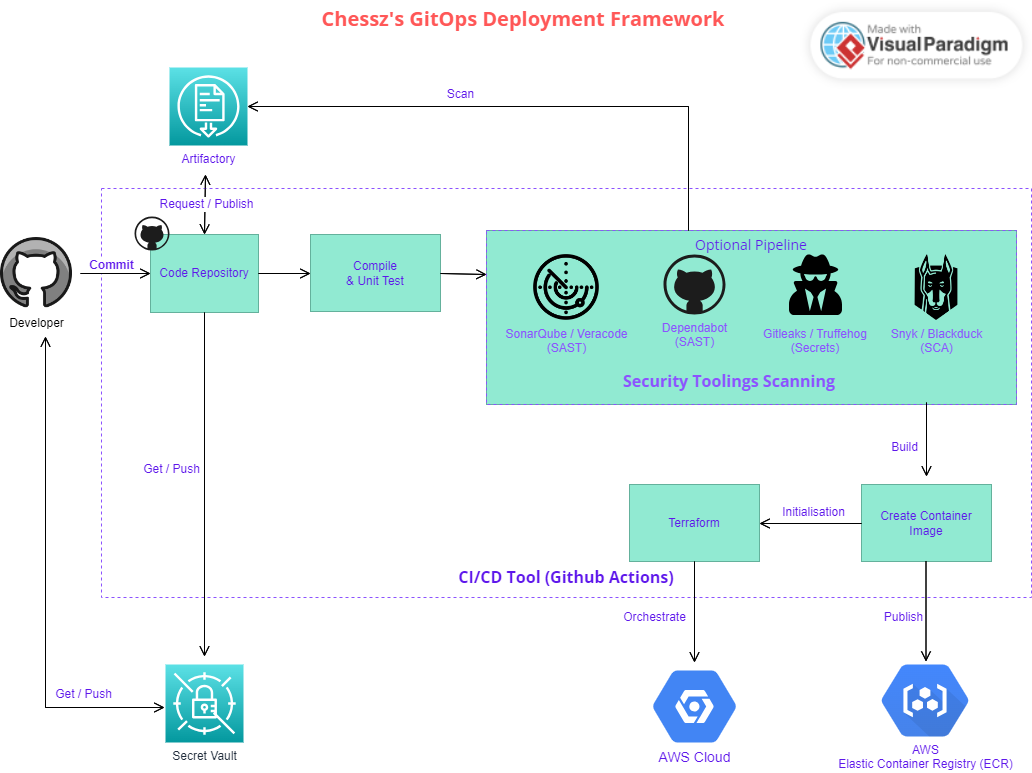 Chessz's GitOps Deployment Framework
Made with
Visual Paradigm
For non-commercial use
Scan
Artifactory
Request / Publish
Optional Pipeline
Commit
Code Repository
Compile
& Unit Test
SonarQube / Veracode
(SAST)
Dependabot
(SAST)
Gitleaks / Truffehog
(Secrets)
Snyk / Blackduck
(SCA)
Developer
Security Toolings Scanning
Build
Get / Push
Terraform
Initialisation
Create Container
Image
CI/CD Tool (Github Actions)
Orchestrate
Publish
Get / Push
Secret Vault
AWS Cloud
AWS
Elastic Container Registry (ECR)